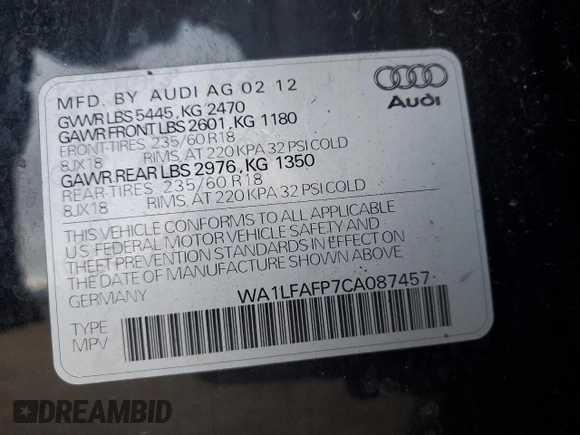 MFD. BY AUDI AG 02 12
GVWR LBS 5445, KG 2470
GAWR FRONT LBS 2601, KG 1180
FRONT-TIRES 235/60 R18
8JX18 RIMS, AT 220 KPA 32 PSI COLD
GAWR REAR LBS 2976, KG 1350
REAR-TIRES 235/60 R18
8JX18 RIMS, AT 220 KPA 32 PSI COLD
THIS VEHICLE CONFORMS TO ALL APPLICABLE
US FEDERAL MOTOR VEHICLE SAFETY AND
THEFT PREVENTION STANDARDS IN EFFECT ON
THE DATE OF MANUFACTURE SHOWN ABOVE
GERMANY WA1LFAFP7CA087457
TYPE
MPV
Audi
DREAMBID